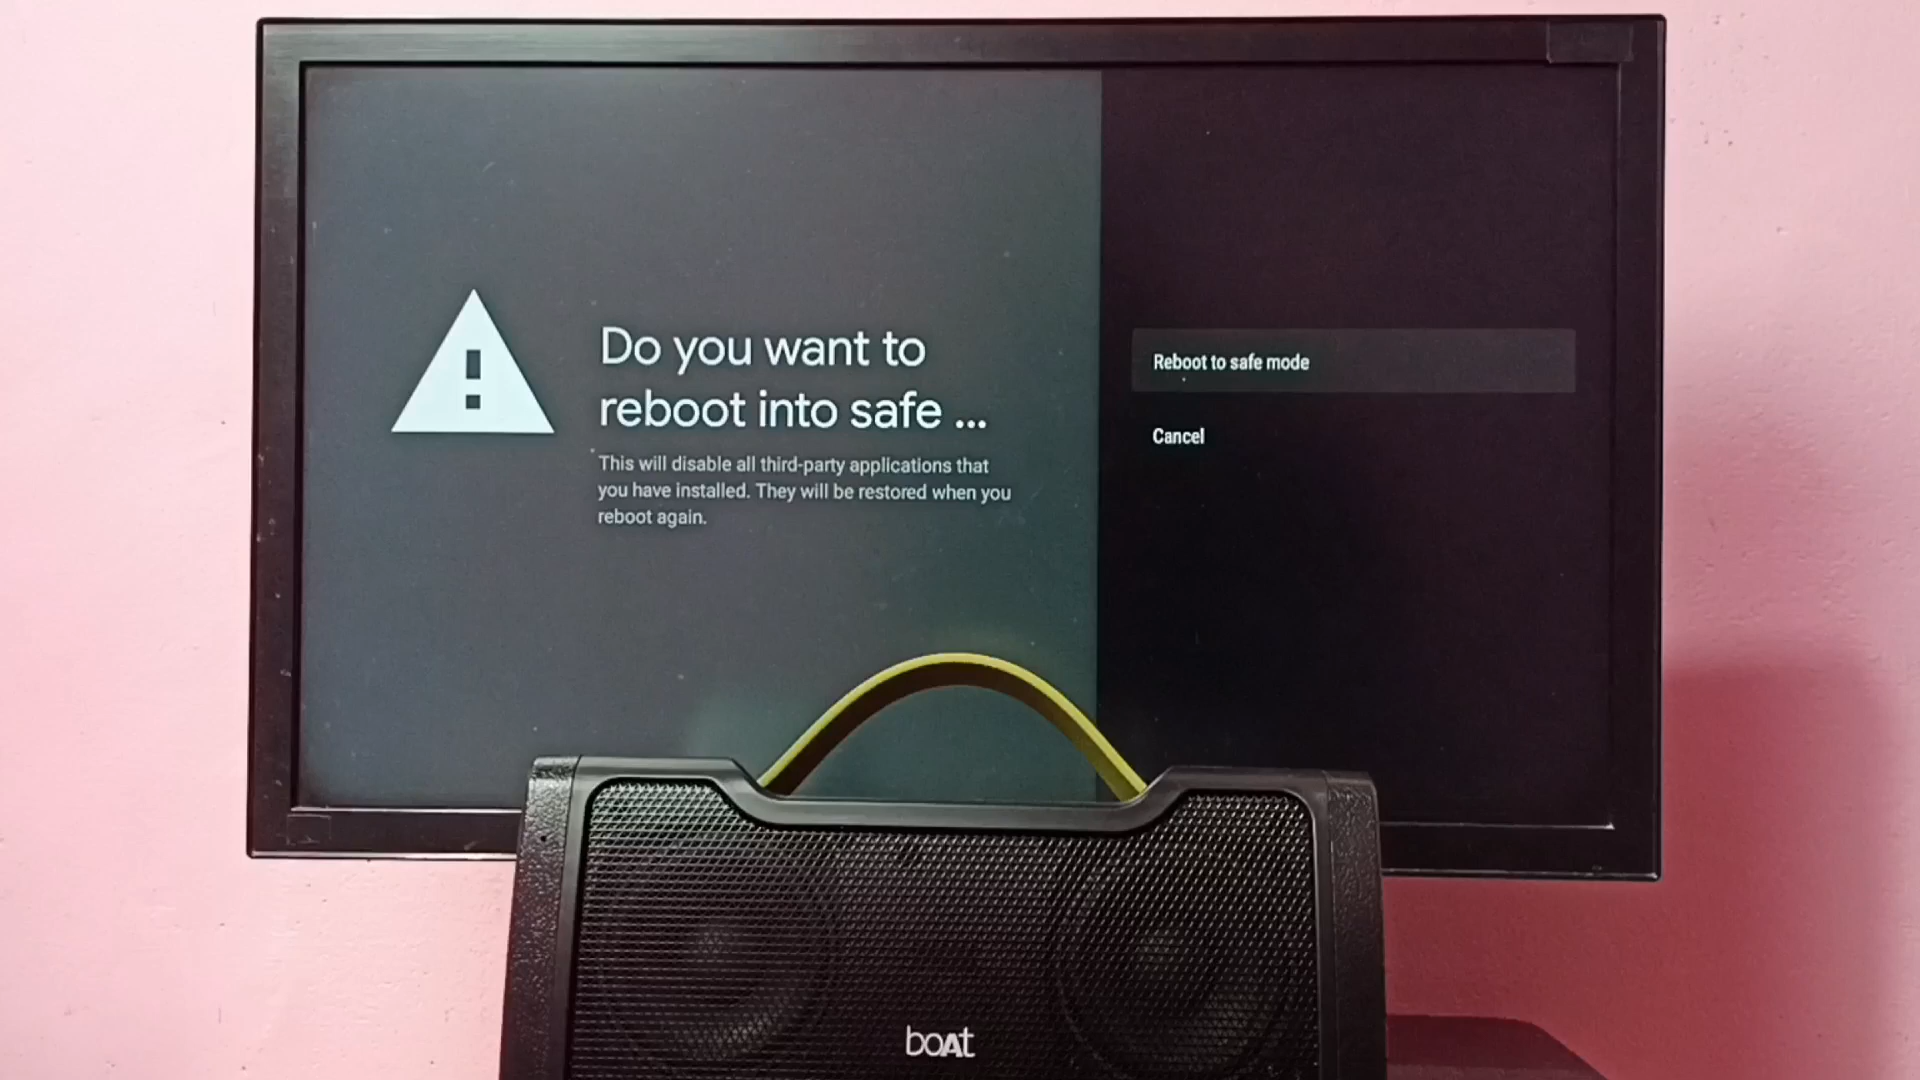 Do you want to
reboot into safe ...
This will disable all third-party applications that
you have installed. They will be restored when you
reboot again.
Reboot to safe mode
Cancel
boAt